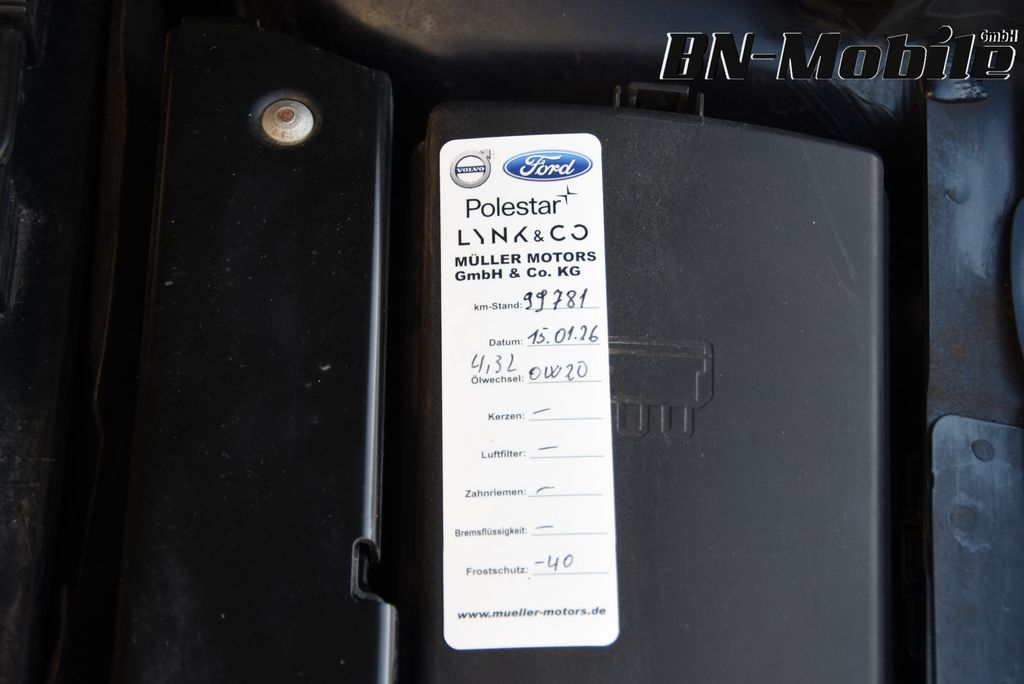 BN-Mobile GmbH
VOLVO Ford
Polestar
LYNK & CO
MÜLLER MOTORS
GmbH & Co. KG
km-Stand: 99781
Datum: 15.01.26
4,3L
Ölwechsel: 0W20
Kerzen: –
Luftfilter: –
Zahnriemen: –
Bremsflüssigkeit: –
Frostschutz: -40
www.mueller-motors.de